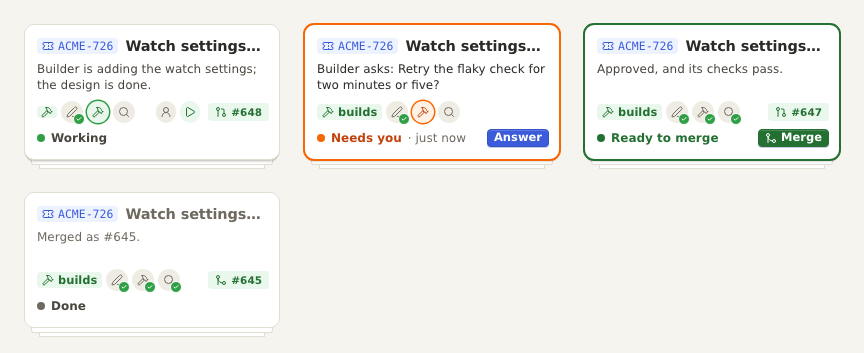 ACME-726 Watch settings…
Builder is adding the watch settings;
the design is done.
#648
Working
ACME-726 Watch settings…
Builder asks: Retry the flaky check for
two minutes or five?
builds
Needs you · just now Answer
ACME-726 Watch settings…
Approved, and its checks pass.
builds #647
Ready to merge Merge
ACME-726 Watch settings…
Merged as #645.
builds #645
Done